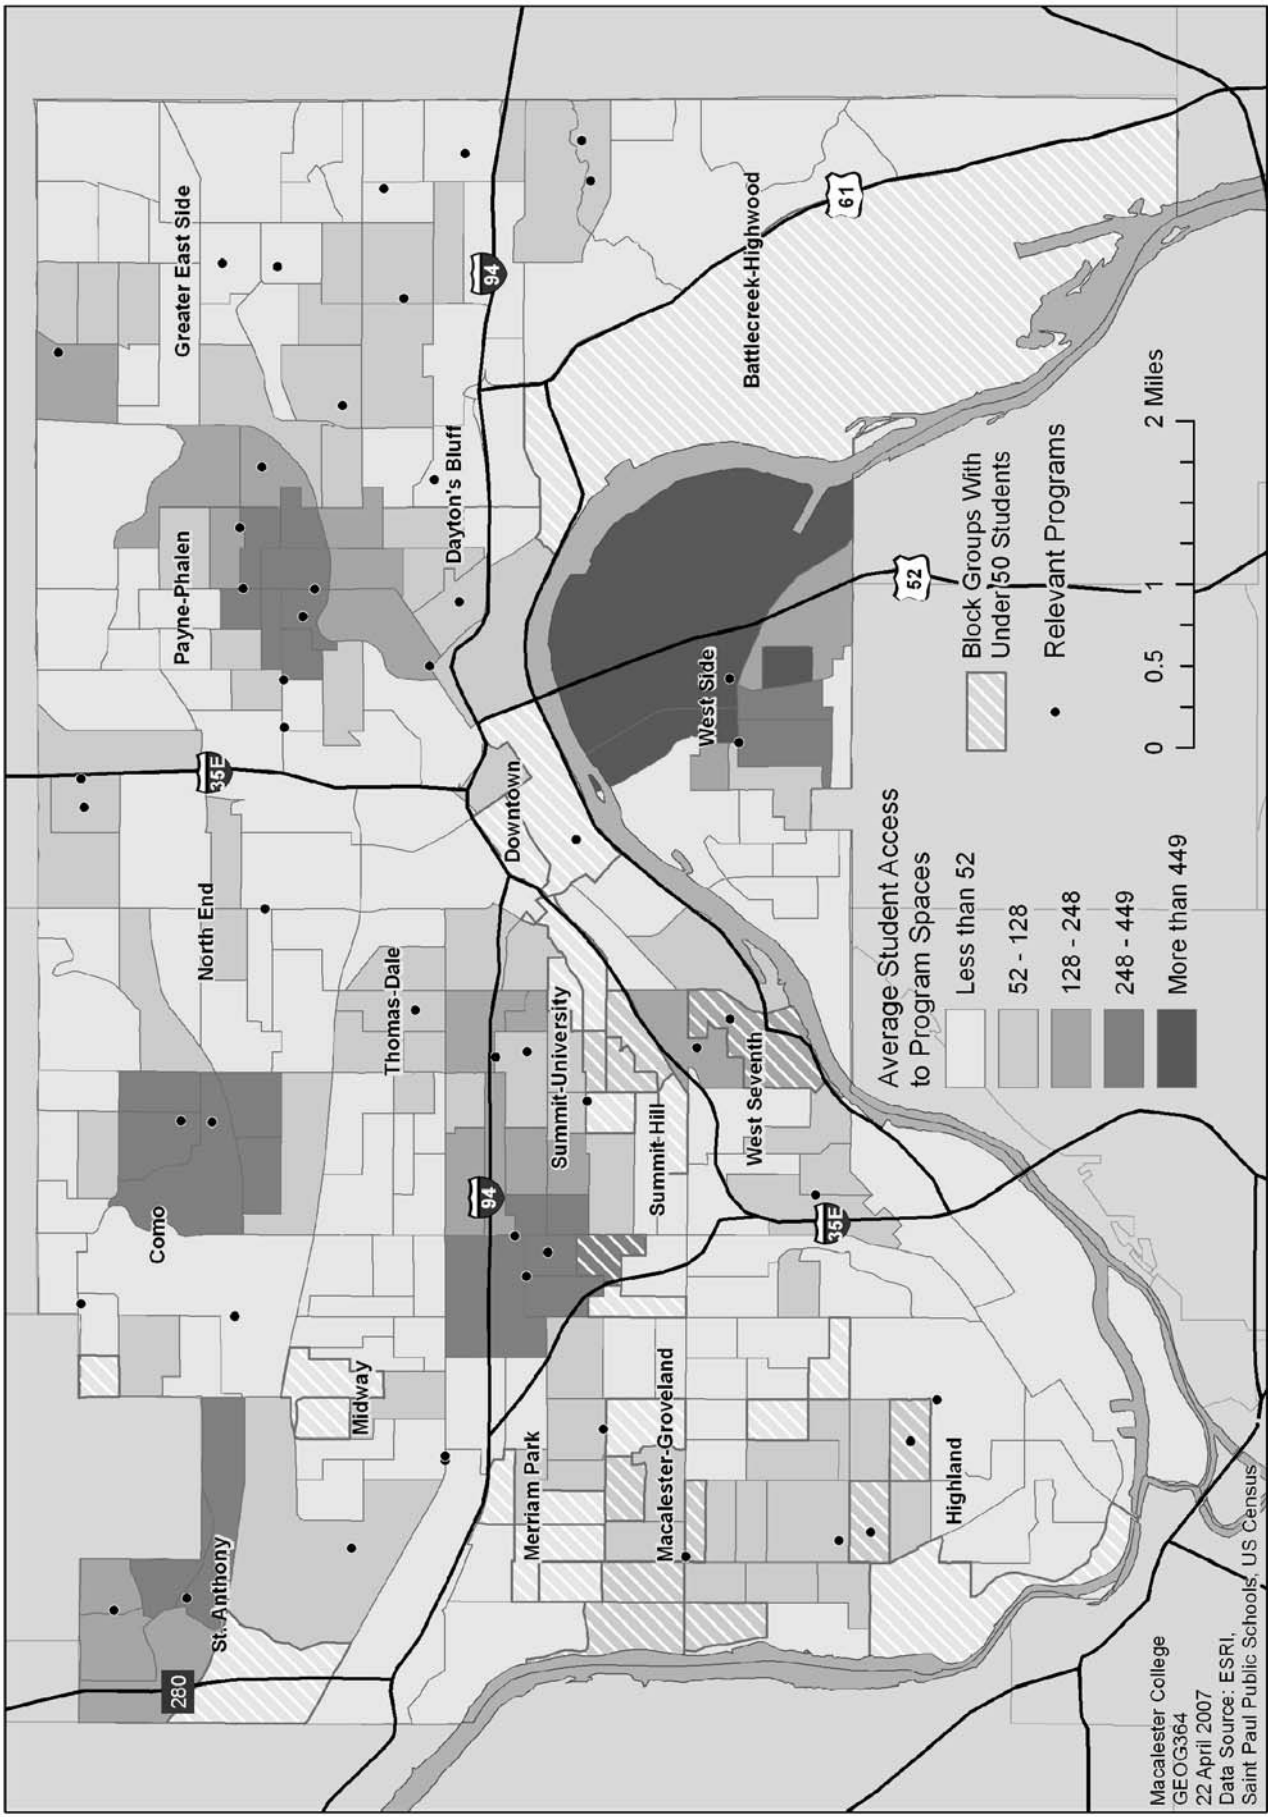 Greater East Side
Payne-Phalen
35E
North End
Como
St. Anthony
280
Thomas-Dale
Midway
Dayton's Bluff
94
94
Downtown
Summit-University
Summit-Hill
Merriam Park
Macalester-Groveland
West Seventh
35E
Highland
West Side
52
Battlecreek-Highwood
61
Average Student Access
to Program Spaces
Less than 52
52 - 128
128 - 248
248 - 449
More than 449
Block Groups With
Under 50 Students
Relevant Programs
0 0.5 1 2 Miles
Macalester College
GEOG364
22 April 2007
Data Source: ESRI,
Saint Paul Public Schools, US Census